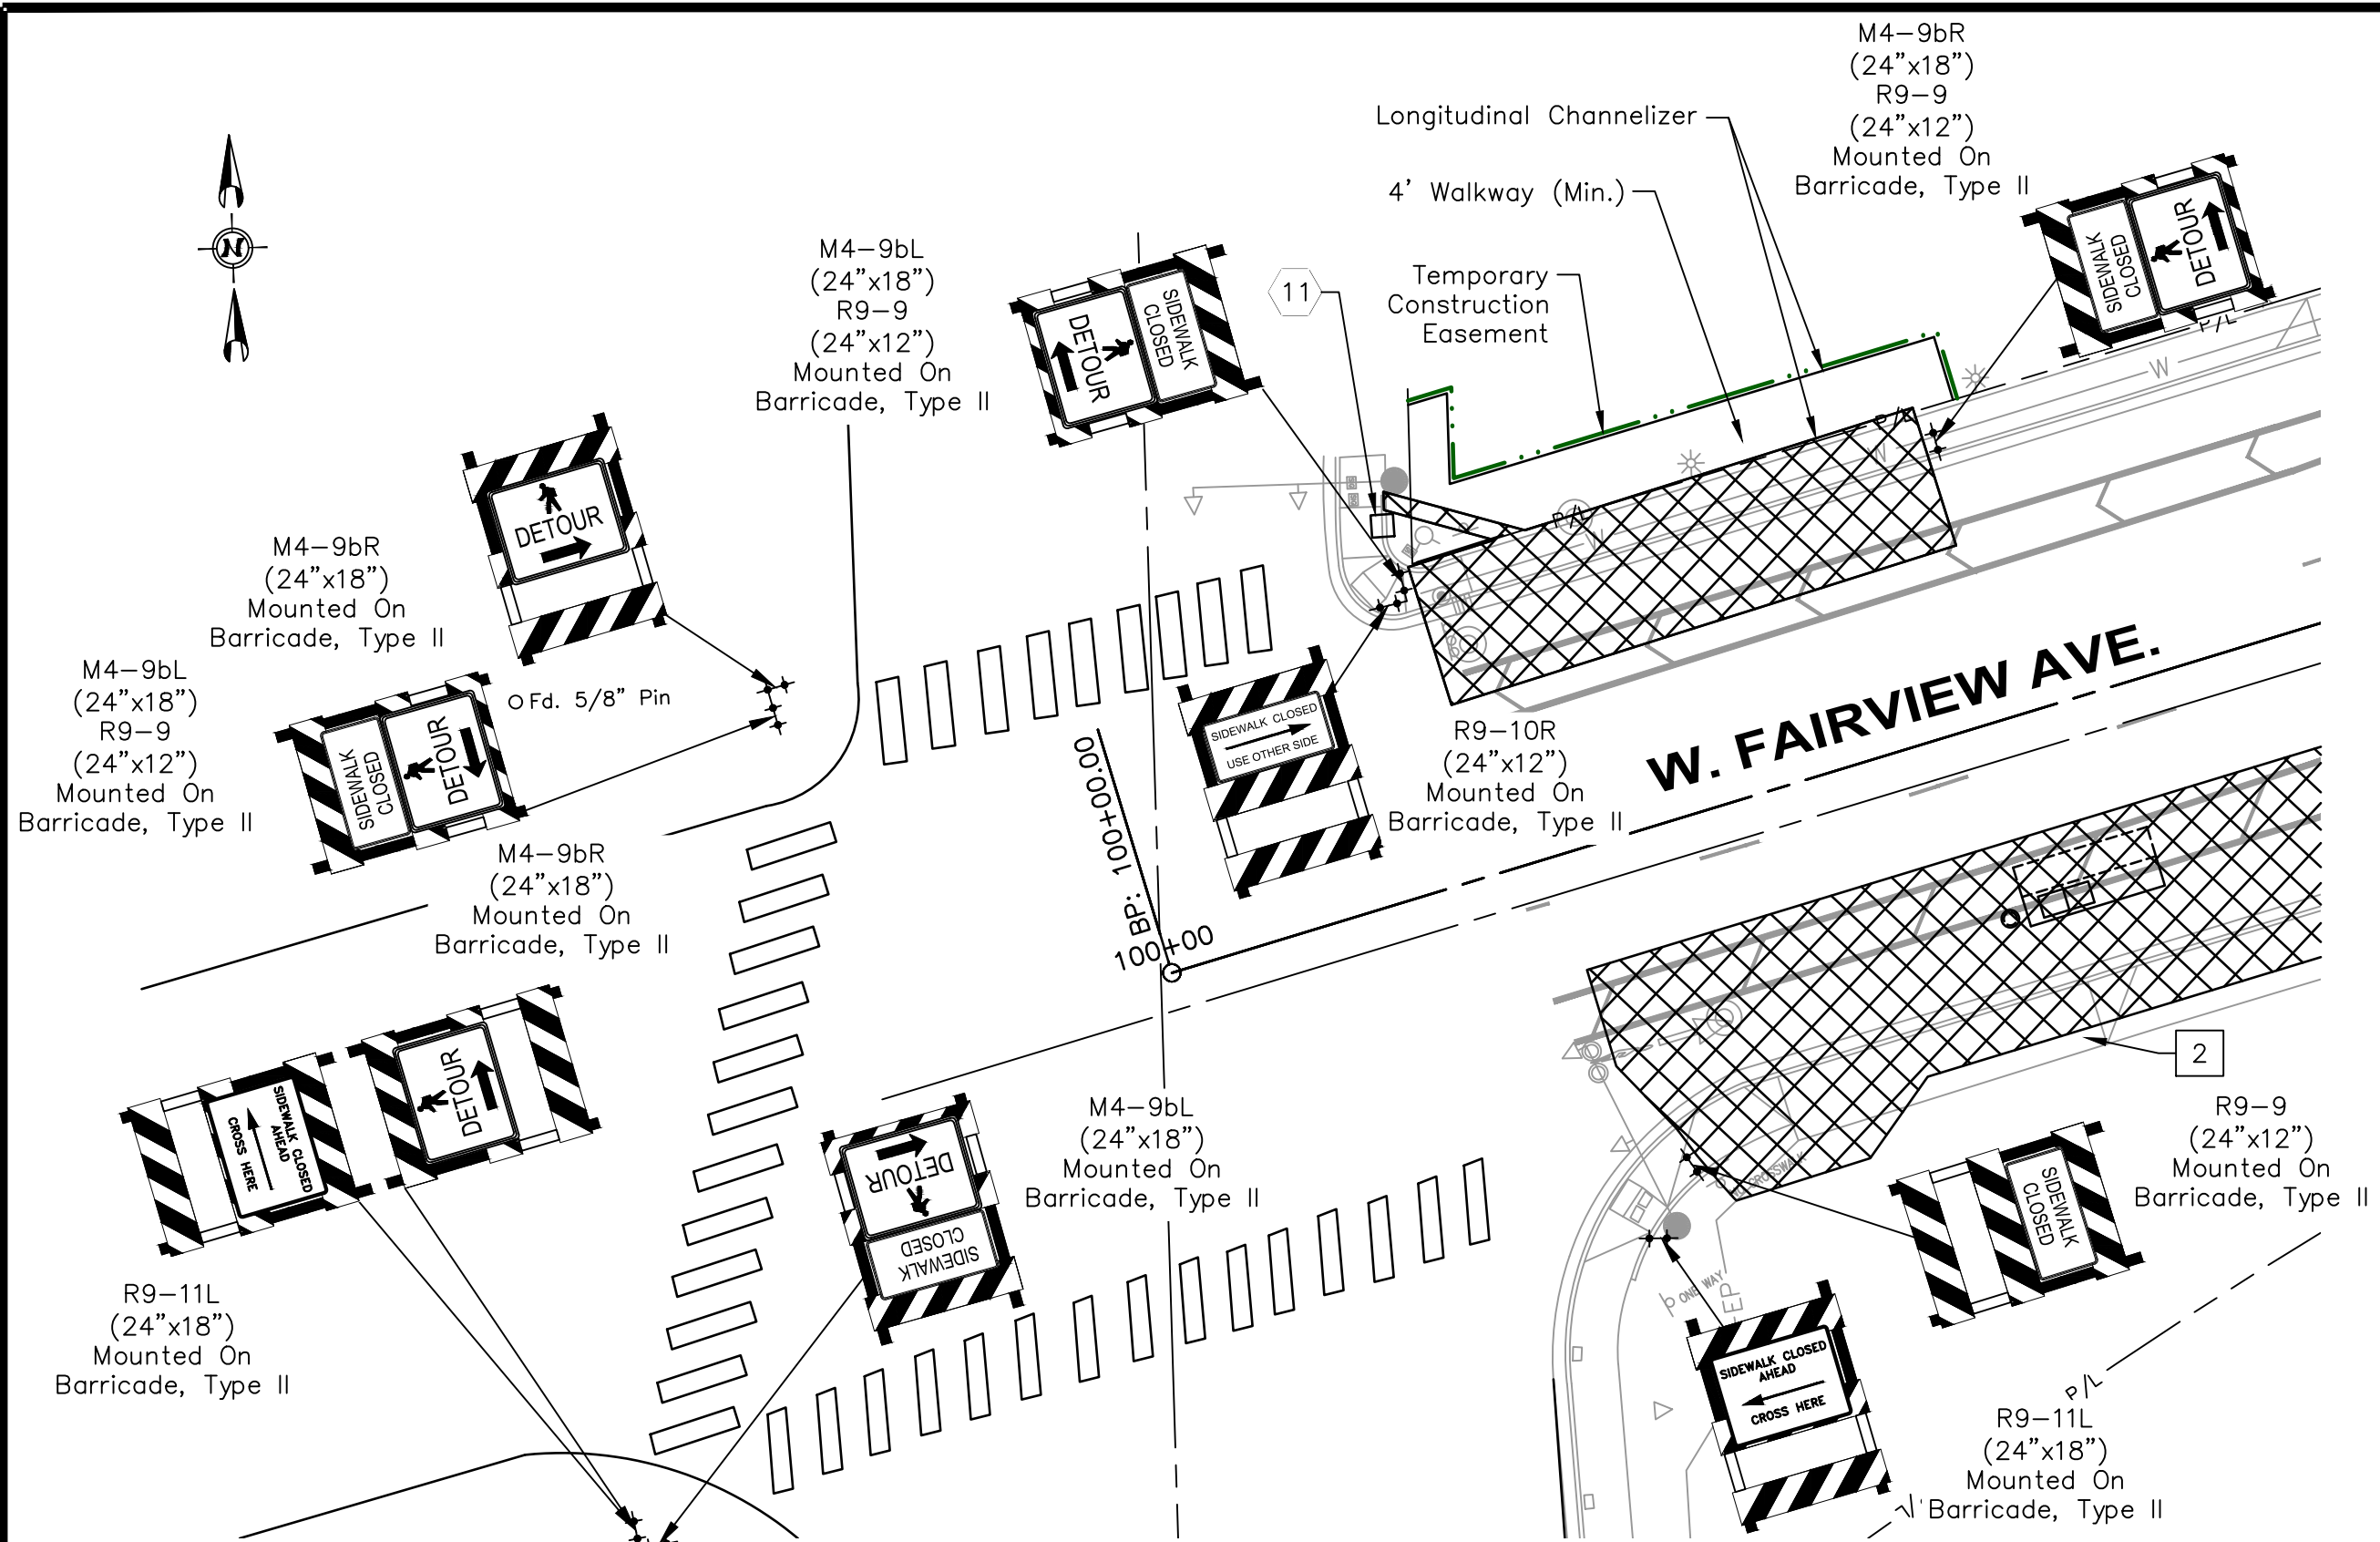 M4-9bR
(24"x18")
R9-9
(24"x12")
Mounted On
Barricade, Type II
Longitudinal Channelizer
4' Walkway (Min.)
Temporary
Construction
Easement
11
N
M4-9bL
(24"x18")
R9-9
(24"x12")
Mounted On
Barricade, Type II
DETOUR
SIDEWALK
CLOSED
SIDEWALK
CLOSED
DETOUR
P/L
W
P/L
P/L
DETOUR
M4-9bR
(24"x18")
Mounted On
Barricade, Type II
M4-9bL
(24"x18")
R9-9
(24"x12")
Mounted On
Barricade, Type II
Fd. 5/8" Pin
SIDEWALK
CLOSED
DETOUR
SIDEWALK CLOSED
USE OTHER SIDE
R9-10R
(24"x12")
Mounted On
Barricade, Type II
W. FAIRVIEW AVE.
BP: 100+00.00
100+00
M4-9bR
(24"x18")
Mounted On
Barricade, Type II
DETOUR
SIDEWALK CLOSED
AHEAD
CROSS HERE
R9-11L
(24"x18")
Mounted On
Barricade, Type II
DETOUR
SIDEWALK
CLOSED
M4-9bL
(24"x18")
Mounted On
Barricade, Type II
2
R9-9
(24"x12")
Mounted On
Barricade, Type II
SIDEWALK
CLOSED
CROSSWALK
ONE WAY
EP
SIDEWALK CLOSED
AHEAD
CROSS HERE
P/L
R9-11L
(24"x18")
Mounted On
Barricade, Type II